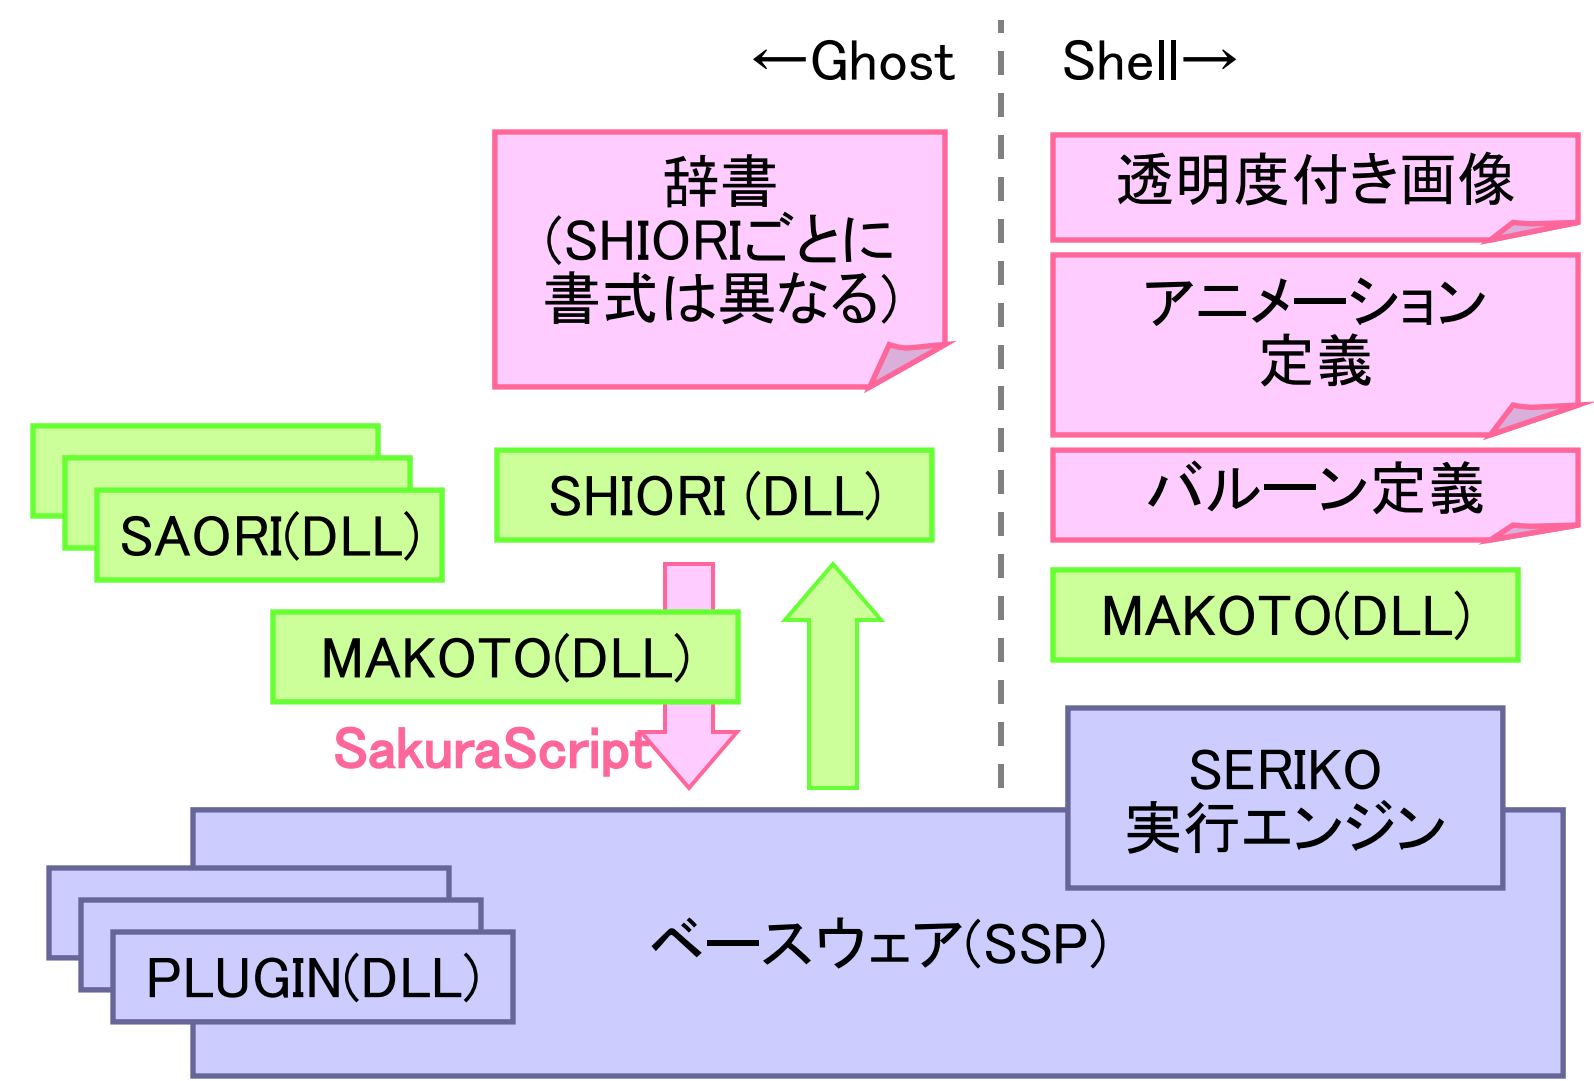 ←Ghost
Shell→
辞書
(SHIORIごとに
書式は異なる)
透明度付き画像
アニメーション
定義
バルーン定義
SAORI(DLL)
SHIORI (DLL)
MAKOTO(DLL)
MAKOTO(DLL)
SakuraScript
SERIKO
実行エンジン
ベースウェア(SSP)
PLUGIN(DLL)